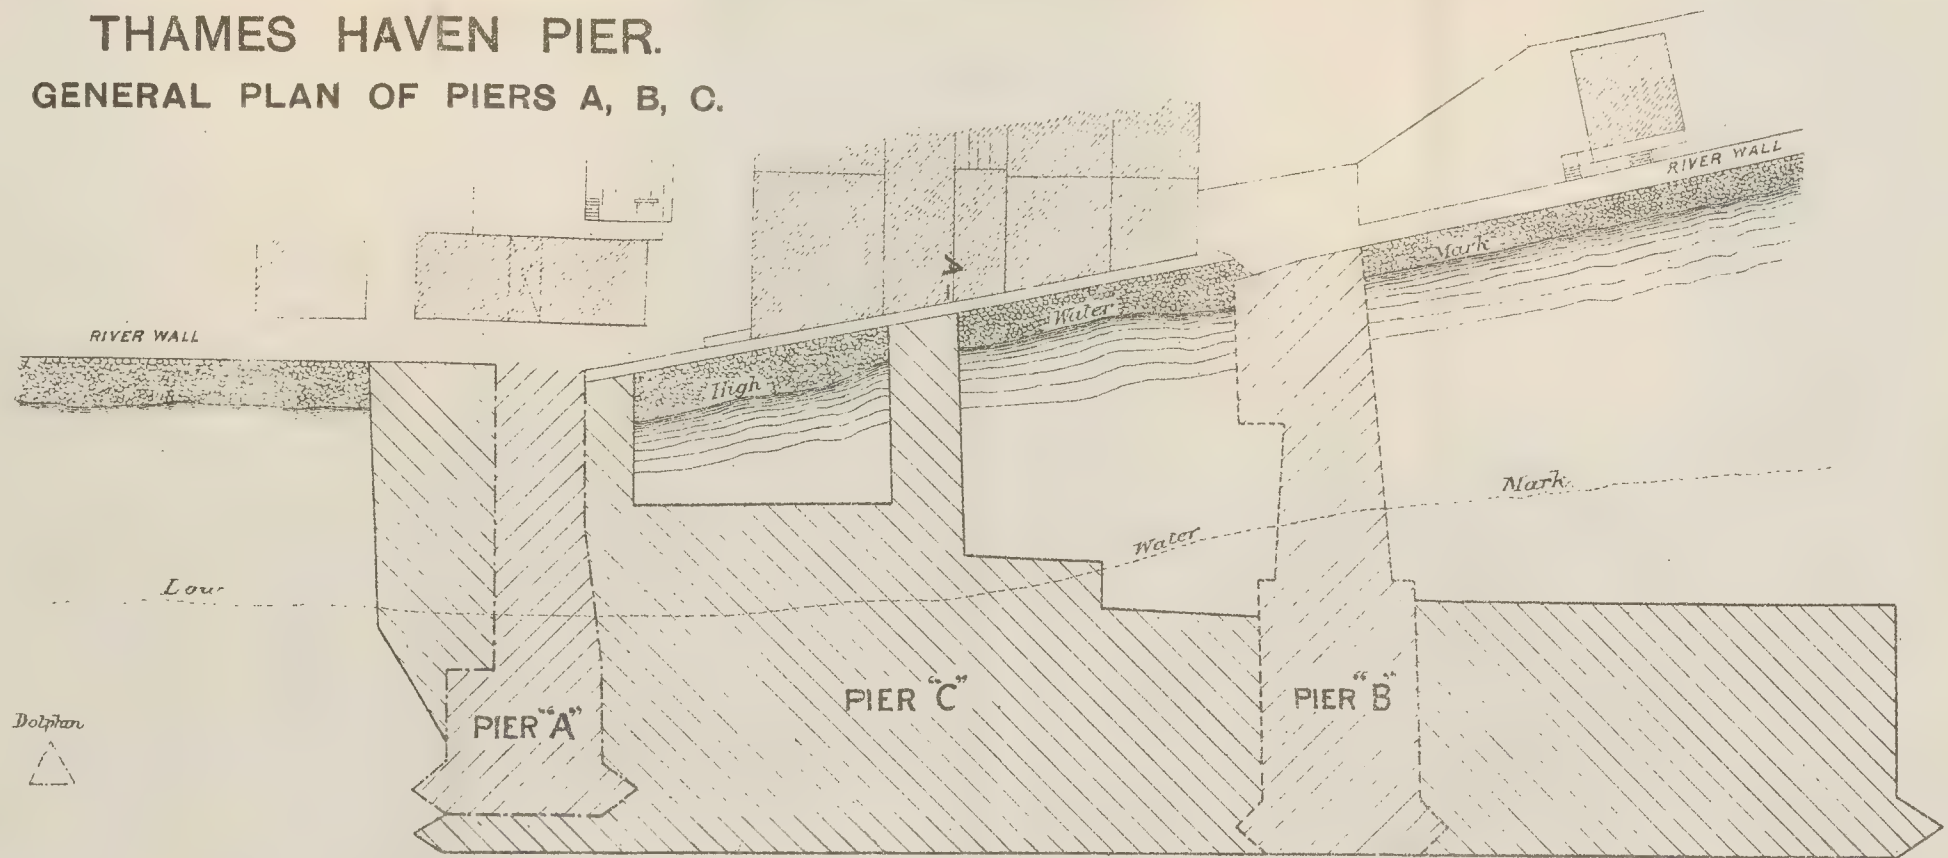 THAMES HAVEN PIER.
GENERAL PLAN OF PIERS A, B, C.
RIVER WALL
RIVER WALL
High Water Mark
Low Water Mark
PIER "A"
PIER "C"
PIER "B"
Dolphin